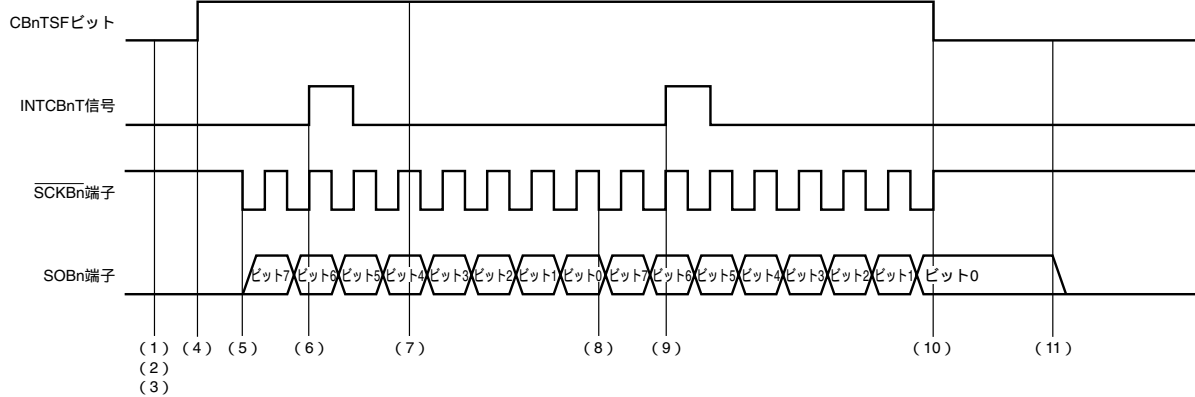 CBnTSFビット
INTCBnT信号
SCKBn端子
SOBn端子
ビット7 ビット6 ビット5 ビット4 ビット3 ビット2 ビット1 ビット0 ビット7 ビット6 ビット5 ビット4 ビット3 ビット2 ビット1 ビット0
(1) (4) (5) (6) (7) (8) (9) (10) (11)
(2)
(3)